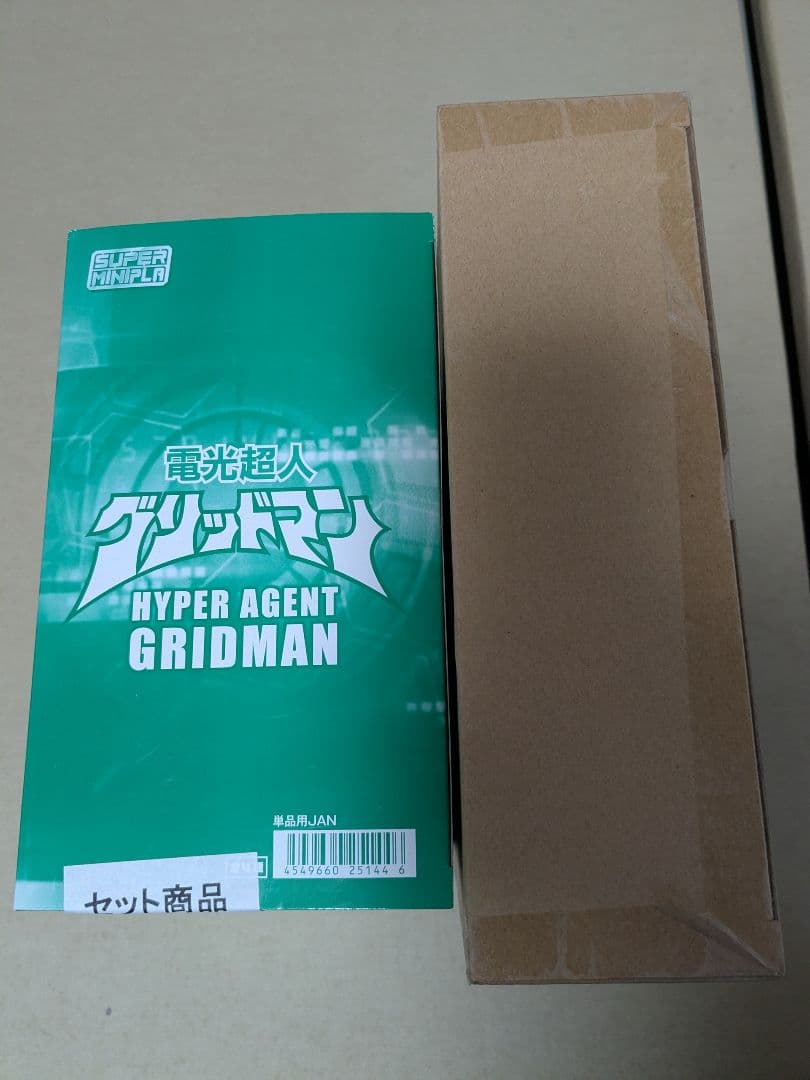 SUPER
MINIPLA
電光超人
グリッドマン
HYPER AGENT
GRIDMAN
単品用JAN
4549660 25144 6
セット商品